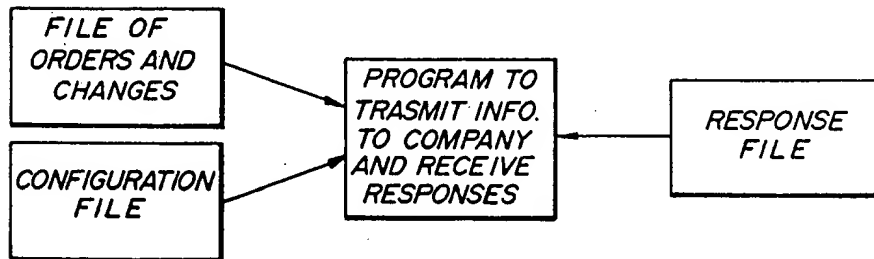 FILE OF
ORDERS AND
CHANGES
CONFIGURATION
FILE
PROGRAM TO
TRASMIT INFO.
TO COMPANY
AND RECEIVE
RESPONSES
RESPONSE
FILE